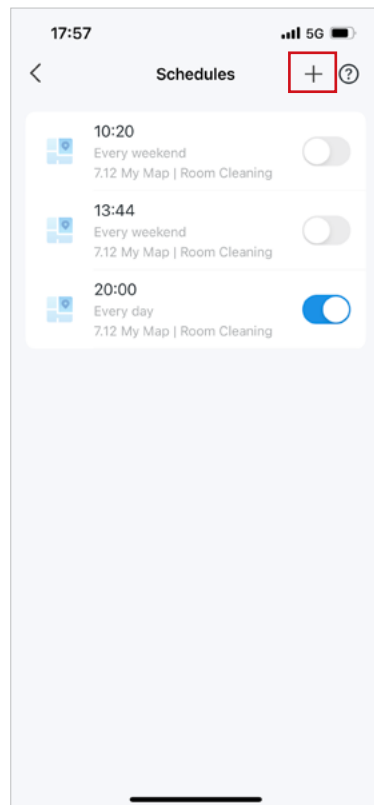 17:57 5G
Schedules + ?
10:20
Every weekend
7.12 My Map | Room Cleaning
13:44
Every weekend
7.12 My Map | Room Cleaning
20:00
Every day
7.12 My Map | Room Cleaning